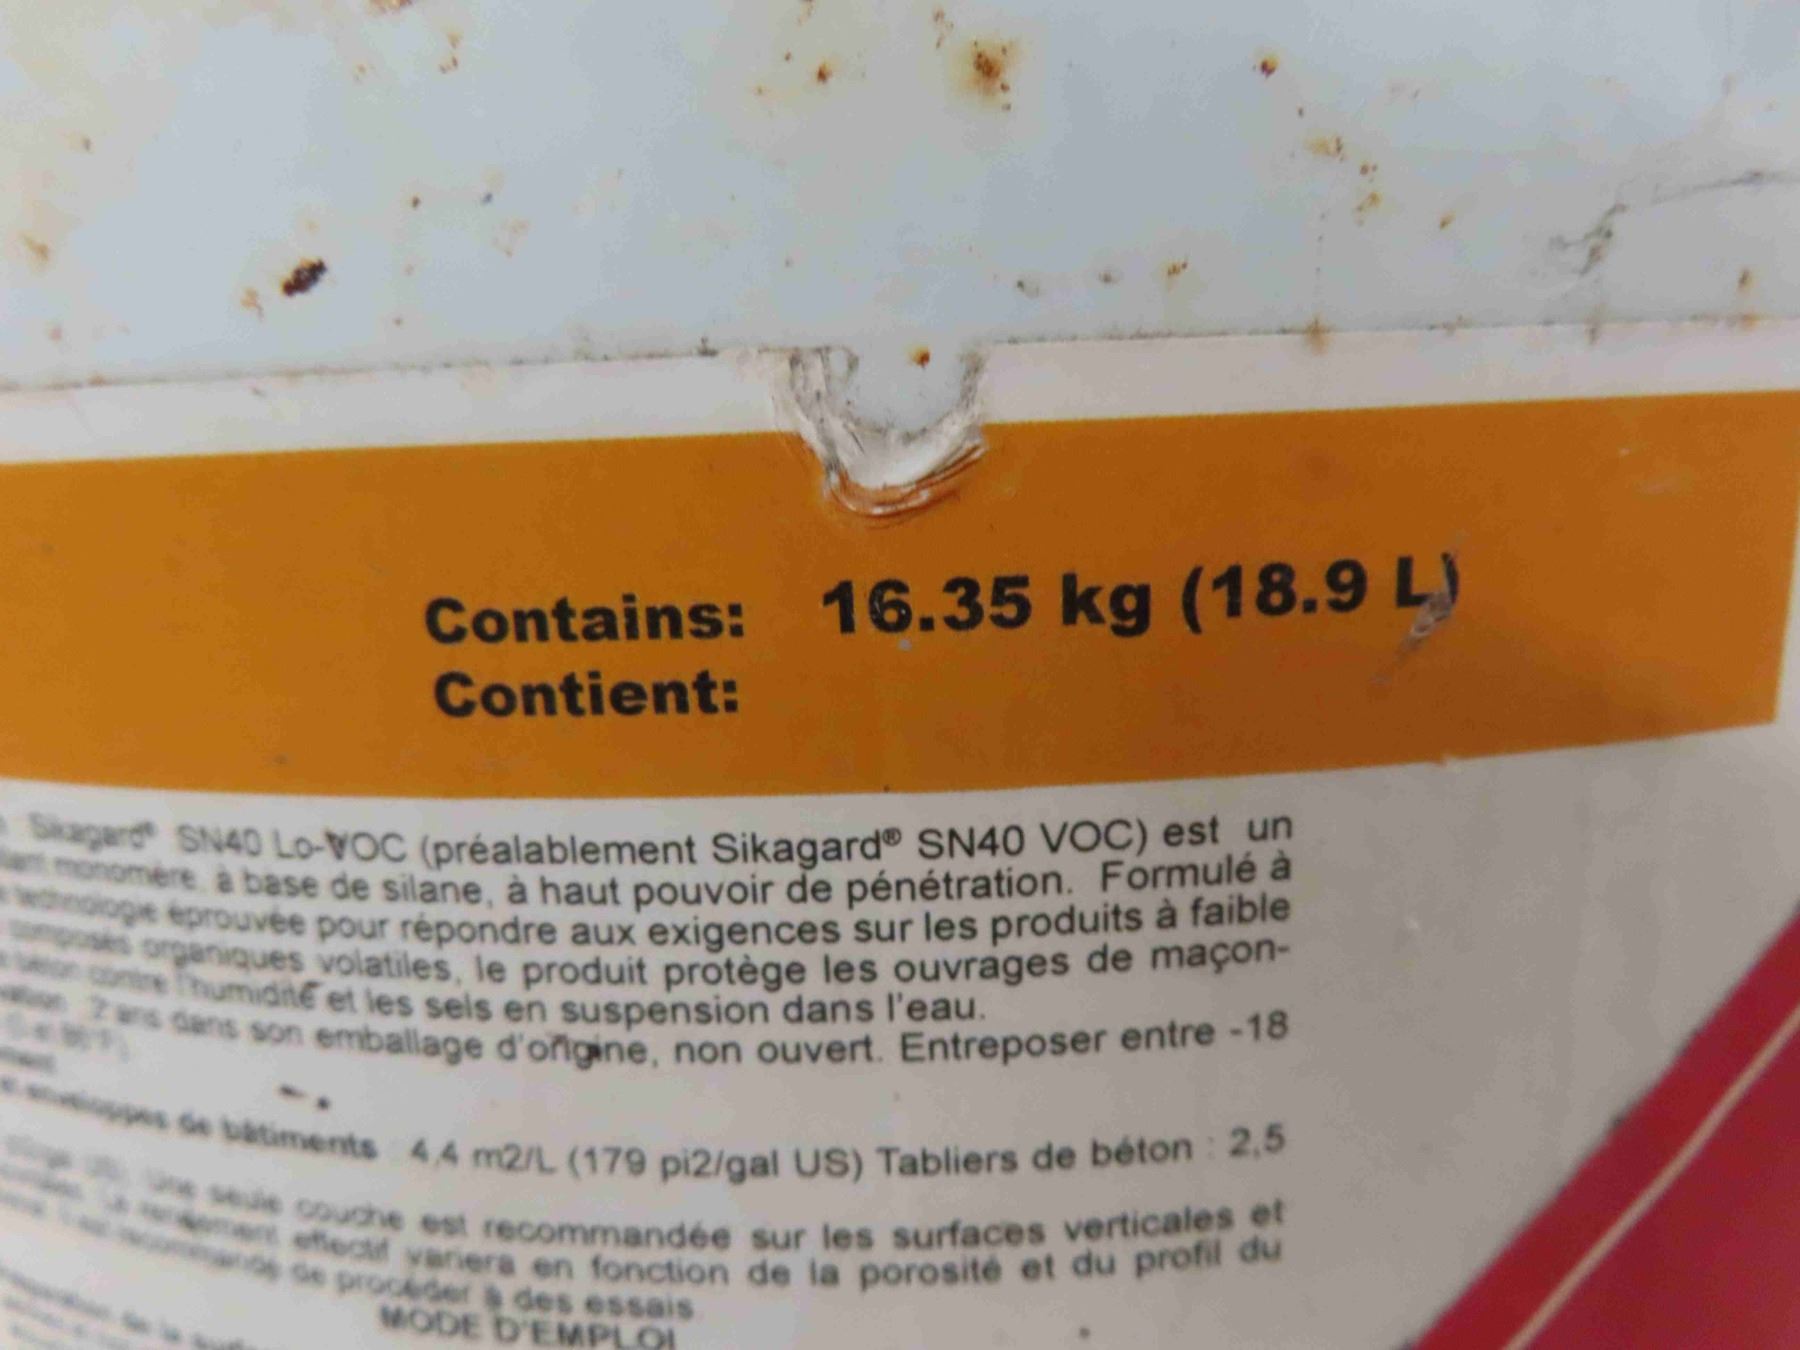 Contains: 16.35 kg (18.9 L)
Contient:
Sikagard® SN40 Lo-VOC (préalablement Sikagard® SN40 VOC) est un
monomère, à base de silane, à haut pouvoir de pénétration. Formulé à
technologie éprouvée pour répondre aux exigences sur les produits à faible
composés organiques volatiles, le produit protège les ouvrages de maçon-
contre l'humidité et les sels en suspension dans l'eau.
2 ans dans son emballage d'origine, non ouvert. Entreposer entre -18
enveloppes de bâtiments : 4,4 m2/L (179 pi2/gal US) Tabliers de béton : 2,5
Une seule couche est recommandée sur les surfaces verticales et
Le rendement effectif variera en fonction de la porosité et du profil du
recommandé de procéder à des essais.
MODE D'EMPLOI